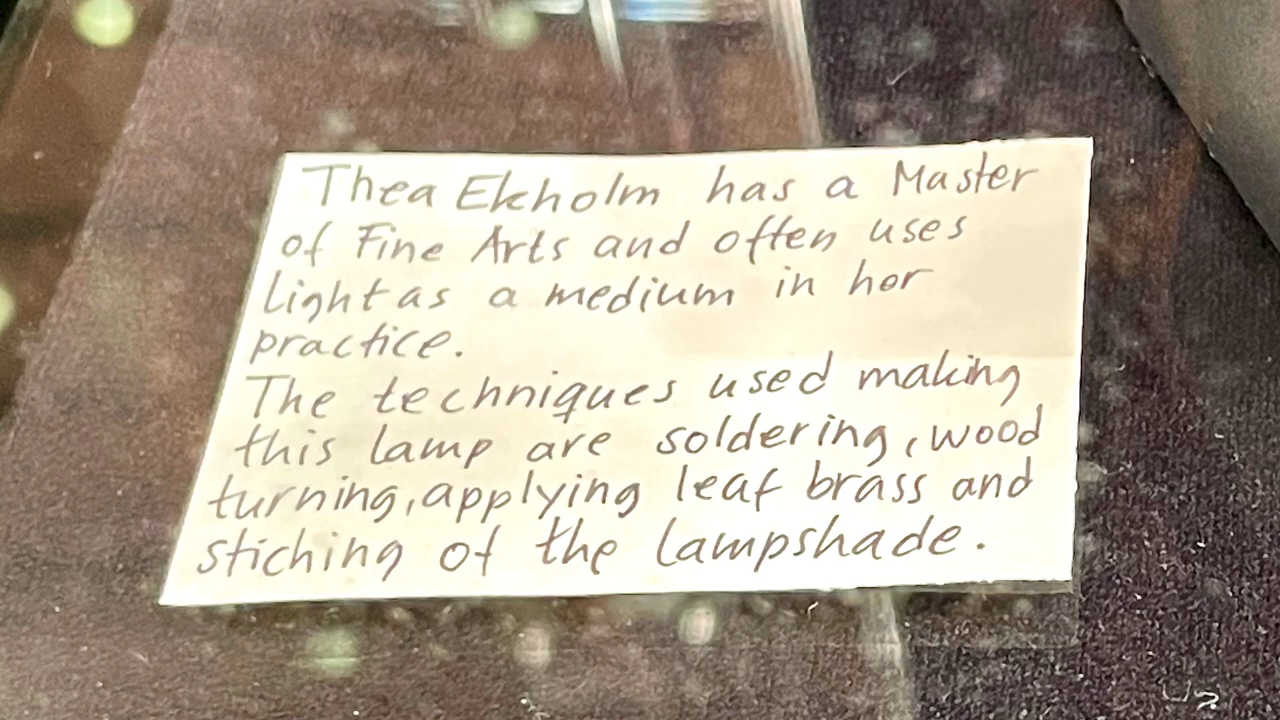 Thea Ekholm has a Master
of Fine Arts and often uses
light as a medium in her
practice.
The techniques used making
this lamp are soldering, wood
turning, applying leaf brass and
stiching of the lampshade.